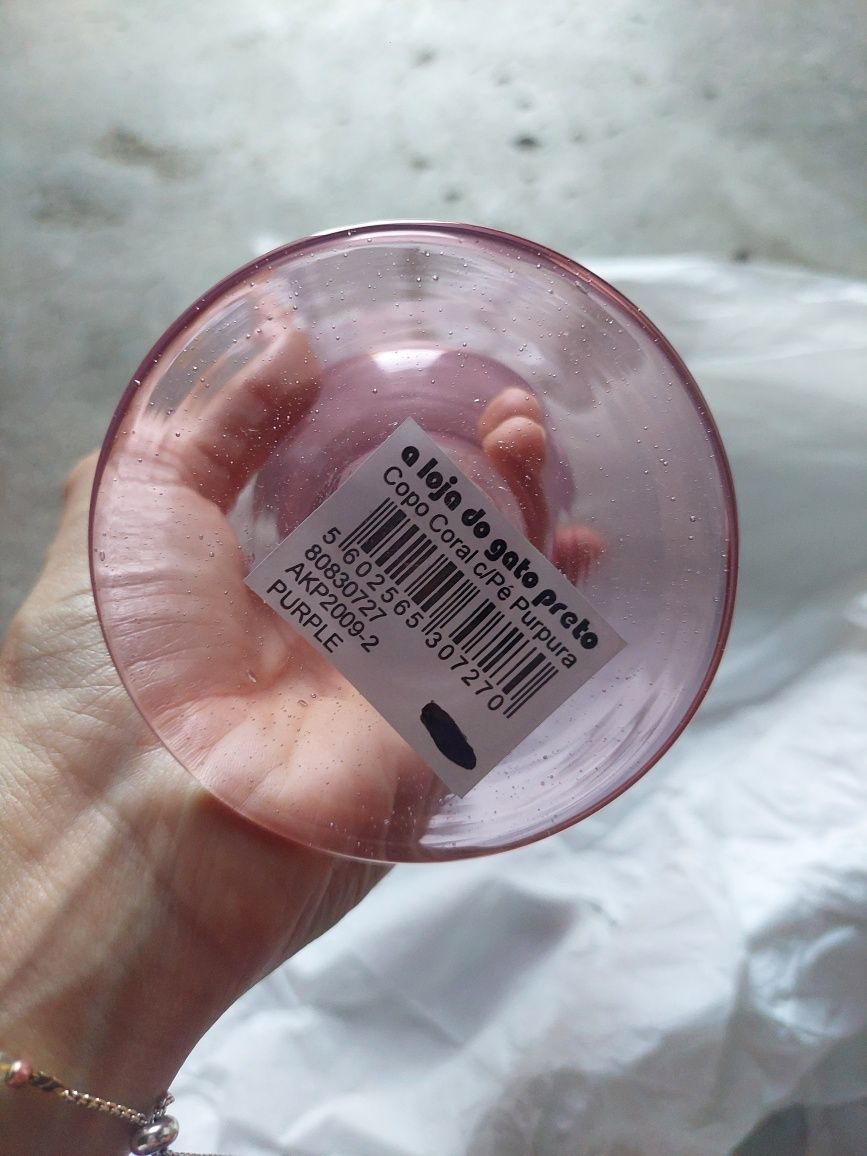 a loja do gato preto
Copo Coral c/Pé Purpura
5 602565 307270
80830727
AKP2009-2
PURPLE